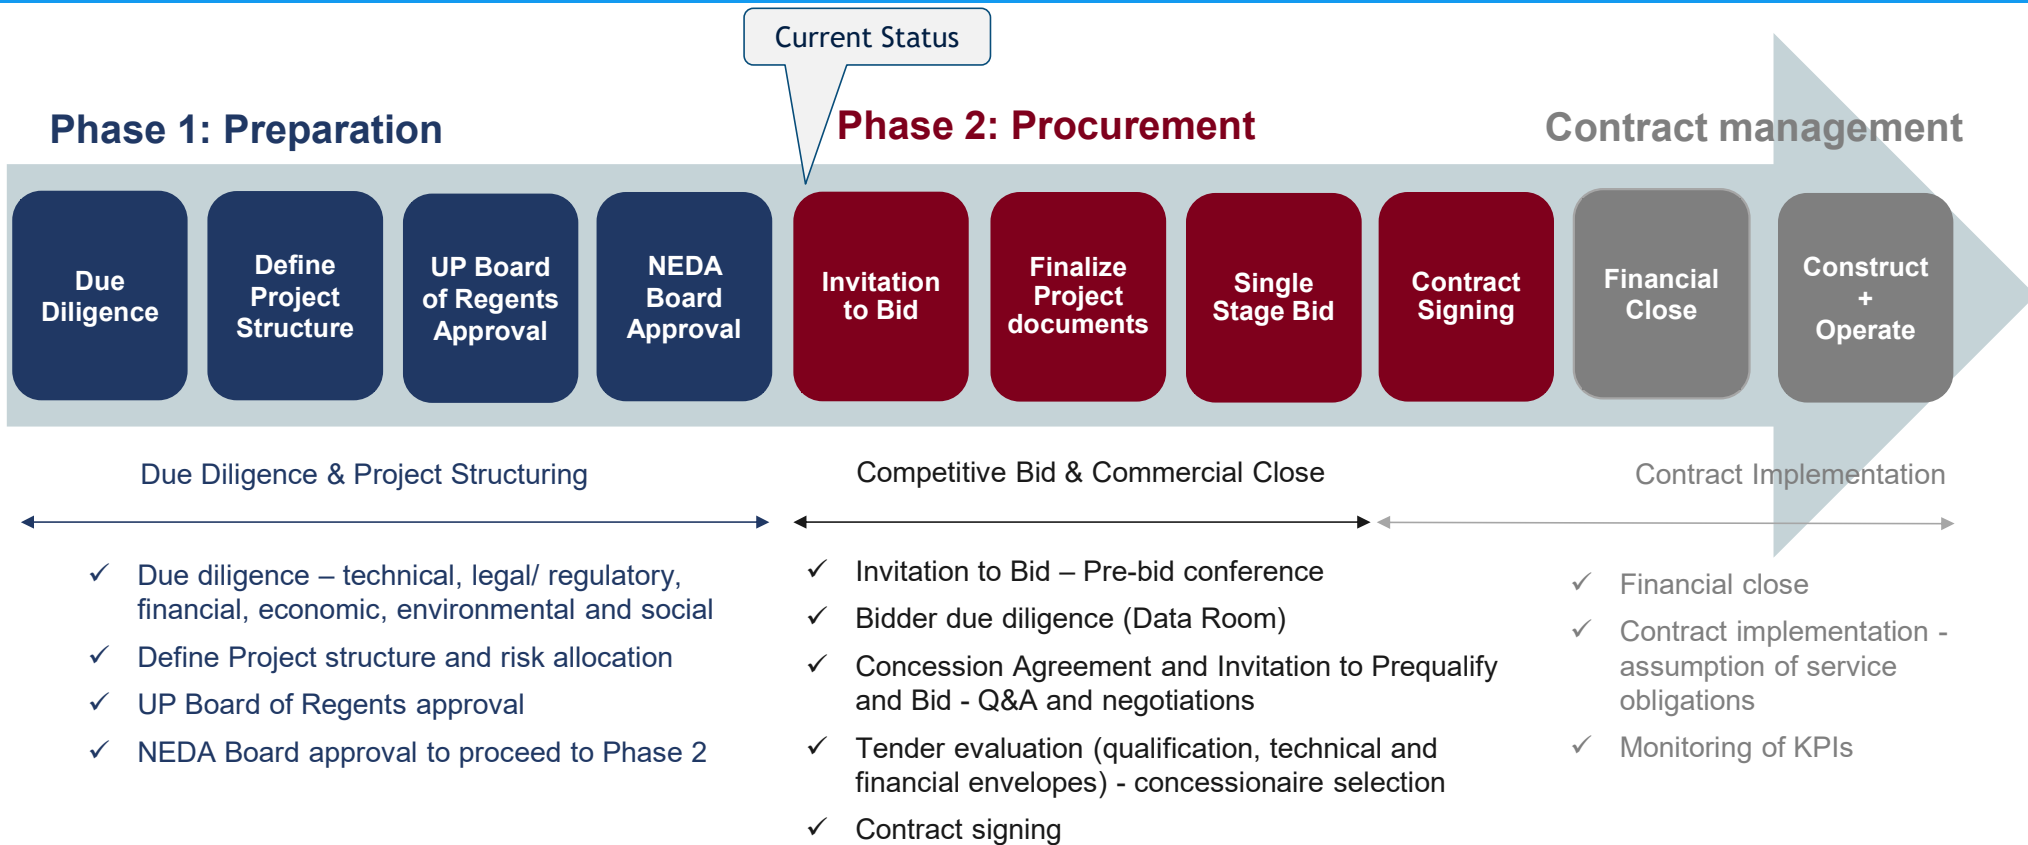 Current Status
Phase 1: Preparation
Phase 2: Procurement
Contract management
Due
Diligence
Define
Project
Structure
UP Board
of Regents
Approval
NEDA
Board
Approval
Invitation
to Bid
Finalize
Project
documents
Single
Stage Bid
Contract
Signing
Financial
Close
Construct
+
Operate
Due Diligence & Project Structuring
✓ Due diligence – technical, legal/ regulatory,
financial, economic, environmental and social
✓ Define Project structure and risk allocation
✓ UP Board of Regents approval
✓ NEDA Board approval to proceed to Phase 2
Competitive Bid & Commercial Close
✓ Invitation to Bid – Pre-bid conference
✓ Bidder due diligence (Data Room)
✓ Concession Agreement and Invitation to Prequalify
and Bid - Q&A and negotiations
✓ Tender evaluation (qualification, technical and
financial envelopes) - concessionaire selection
✓ Contract signing
Contract Implementation
✓ Financial close
✓ Contract implementation -
assumption of service
obligations
✓ Monitoring of KPIs